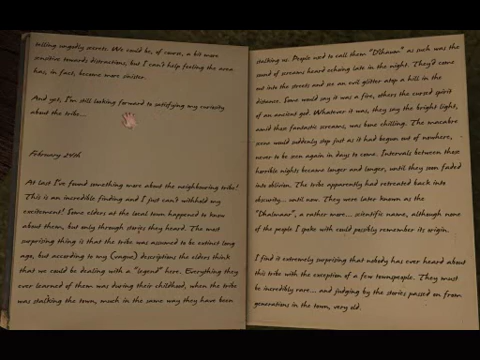 telling ungodly secrets. We could be, of course, a bit more
sensitive towards distractions, but I can't help feeling the area
has, in fact, become more sinister.
And yet, I'm still looking forward to satisfying my curiosity
about the tribe...
February 24th
At last I've found something more about the neighbouring tribe!
This is an incredible finding and I just can't withhold my
excitement! Some elders at the local town happened to know
about them, but only through stories they heard. The most
surprising thing is that the tribe was assumed to be extinct long
ago, but according to my (vague) descriptions the elders think
that we could be dealing with a "legend" here. Everything they
ever learned of them was during their childhood, when the tribe
was stalking the town, much in the same way they have been
stalking us. People used to call them "Dhavan" as such was the
sound of screams heard echoing late in the night. They'd come
out into the streets and as an evil glitter atop a hill in the
distance. Some would say it was a fire, others the cursed spirit
of an ancient god. Whatever it was, they say the bright light,
amid those fantastic screams, was bone chilling. The macabre
scene would suddenly stop just as it had begun out of nowhere,
never to be seen again in days to come. Intervals between these
horrible nights became longer and longer, until they soon faded
into oblivion. The tribe apparently had retreated back into
obscurity... until now. They were later known as the
"Dhalmaar", a rather more... scientific name, although none
of the people I spoke with could possibly remember its origin.
I find it extremely surprising that nobody has ever heard about
this tribe with the exception of a few townspeople. They must
be incredibly rare... and judging by the stories passed on from
generations in the town, very old.